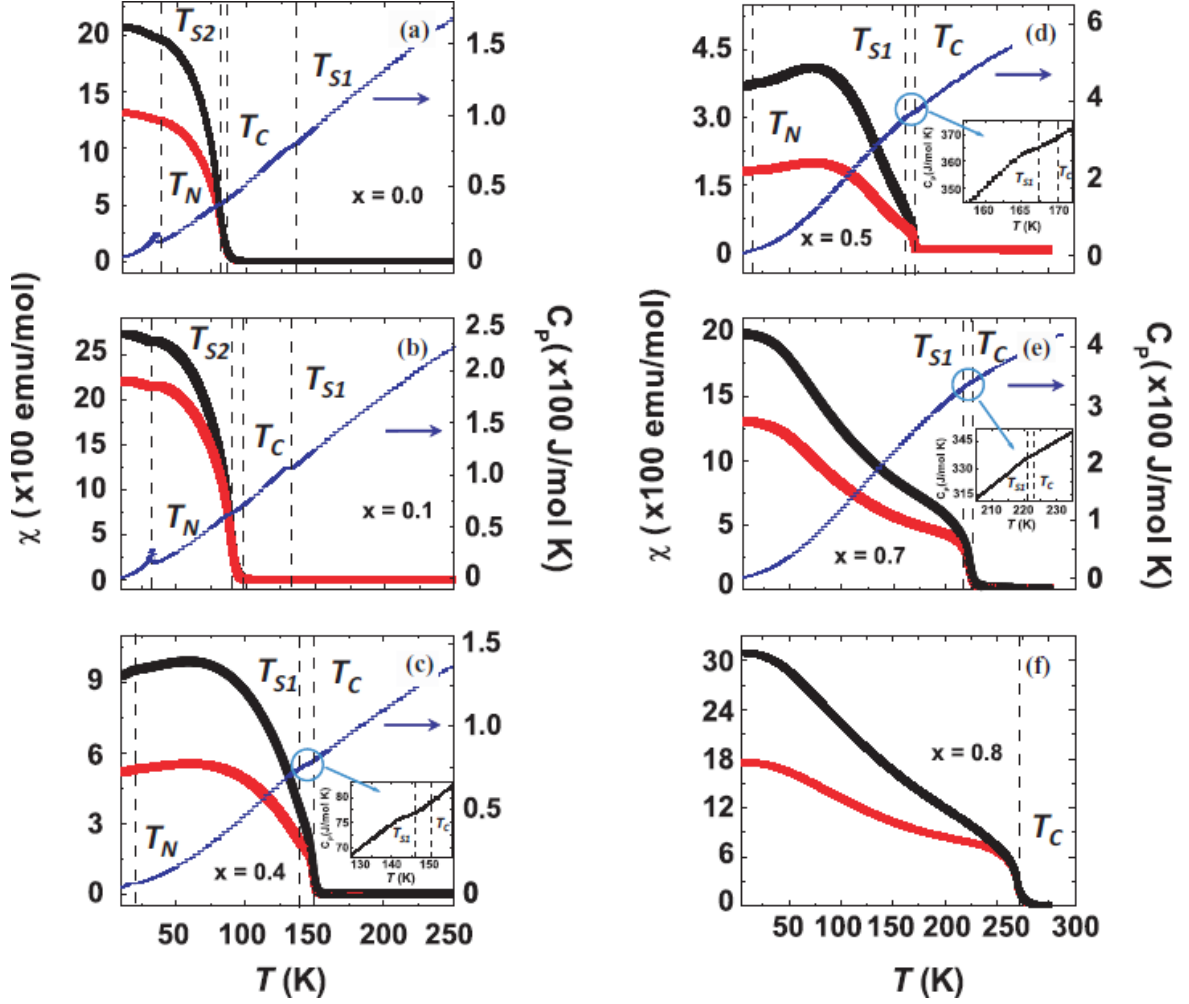 χ (x100 emu/mol)
C_P (x100 J/mol K)
20
15
10
5
0
T_S2
T_C
T_N
T_S1
(a)
x = 0.0
1.5
1.0
0.5
0
25
20
15
10
5
0
T_S2
T_C
T_N
T_S1
(b)
x = 0.1
2.5
2.0
1.5
1.0
0.5
0
9
6
3
0
T_S1
T_C
T_N
(c)
x = 0.4
1.5
1.0
0.5
0
C_P(J/mol K)
80
75
70
T_S1
T_C
130 140 150
T (K)
50 100 150 200 250
T (K)
χ (x100 emu/mol)
C_P (x100 J/mol K)
4.5
3.0
1.5
0
T_S1
T_C
T_N
(d)
x = 0.5
6
4
2
0
C_P(J/mol K)
370
360
350
T_S1
T_C
160 165 170
T (K)
20
15
10
5
0
T_S1
T_C
(e)
x = 0.7
4
3
2
1
0
C_P(J/mol K)
345
330
315
T_S1
T_C
210 220 230
T (K)
30
24
18
12
6
0
(f)
x = 0.8
T_C
50 100 150 200 250 300
T (K)